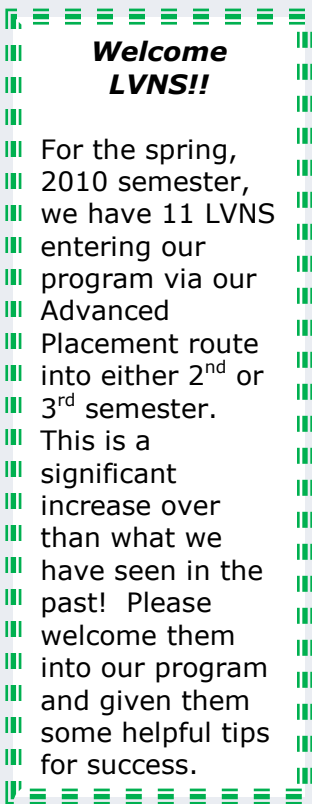 Welcome
LVNS!!
For the spring,
2010 semester,
we have 11 LVNS
entering our
program via our
Advanced
Placement route
into either 2nd or
3rd semester.
This is a
significant
increase over
than what we
have seen in the
past!  Please
welcome them
into our program
and given them
some helpful tips
for success.